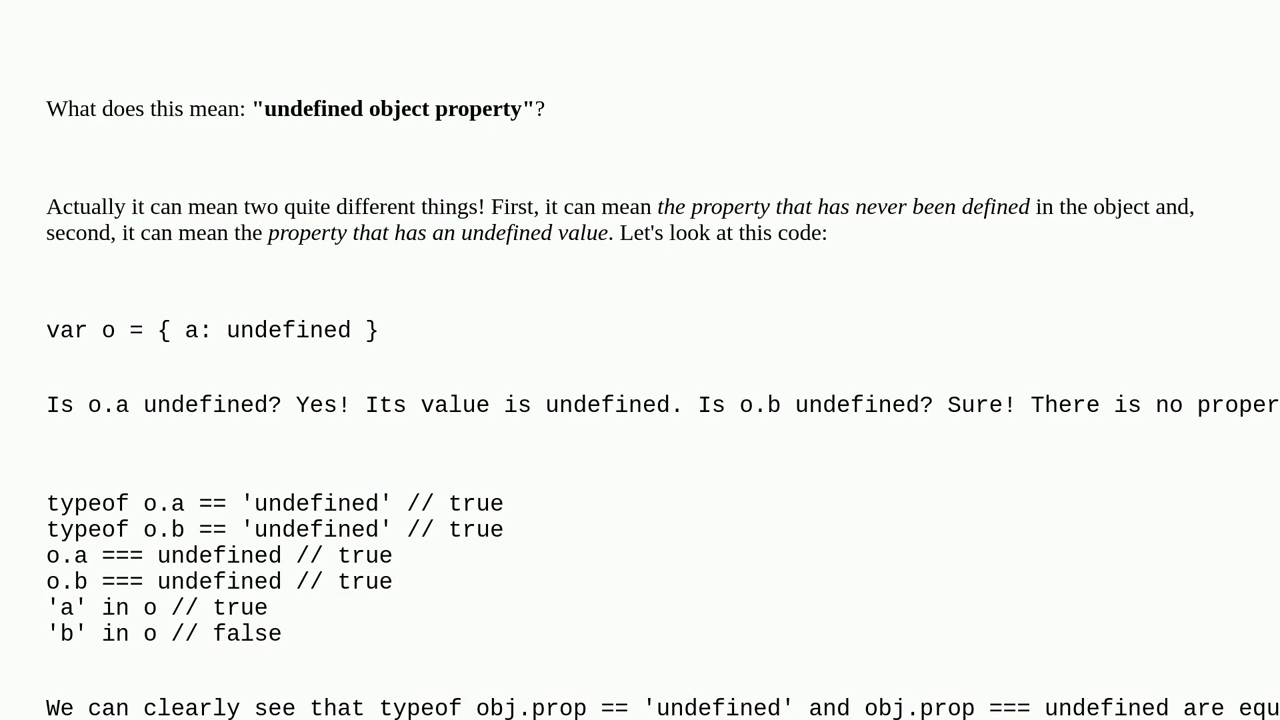 What does this mean: "undefined object property"?
Actually it can mean two quite different things! First, it can mean the property that has never been defined in the object and,
second, it can mean the property that has an undefined value. Let's look at this code:
var o = { a: undefined }
Is o.a undefined? Yes! Its value is undefined. Is o.b undefined? Sure! There is no proper
typeof o.a == 'undefined' // true
typeof o.b == 'undefined' // true
o.a === undefined // true
o.b === undefined // true
'a' in o // true
'b' in o // false
We can clearly see that typeof obj.prop == 'undefined' and obj.prop === undefined are equ